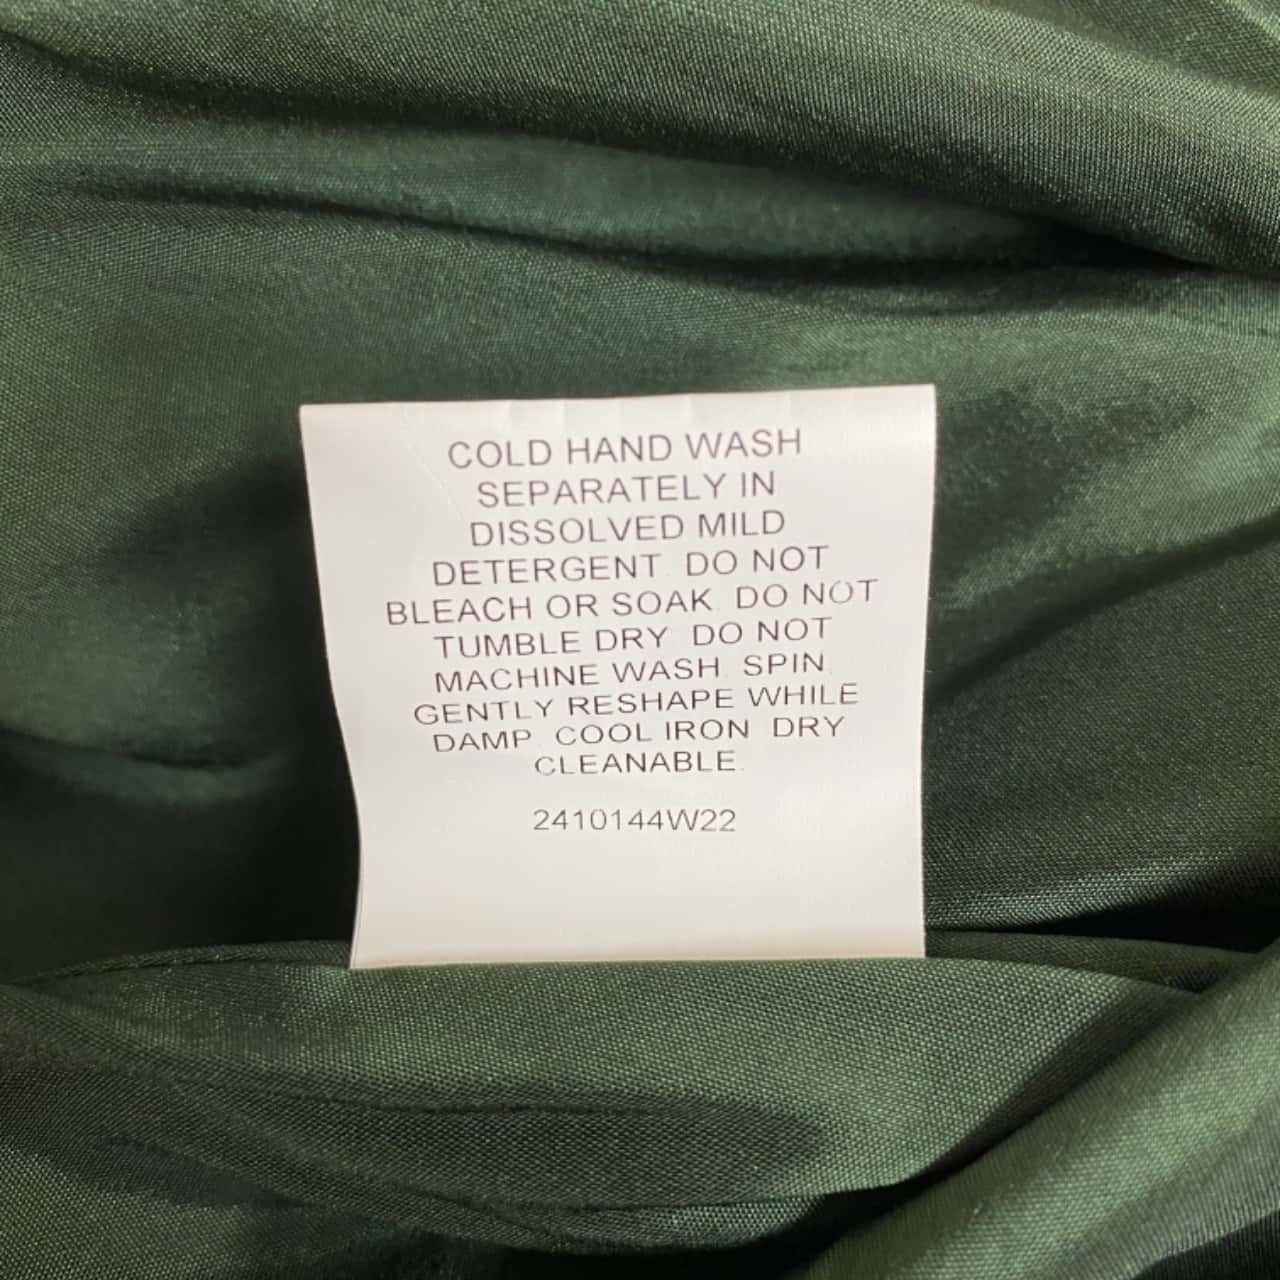 COLD HAND WASH
SEPARATELY IN
DISSOLVED MILD
DETERGENT DO NOT
BLEACH OR SOAK DO NOT
TUMBLE DRY DO NOT
MACHINE WASH SPIN
GENTLY RESHAPE WHILE
DAMP COOL IRON DRY
CLEANABLE.
2410144W22